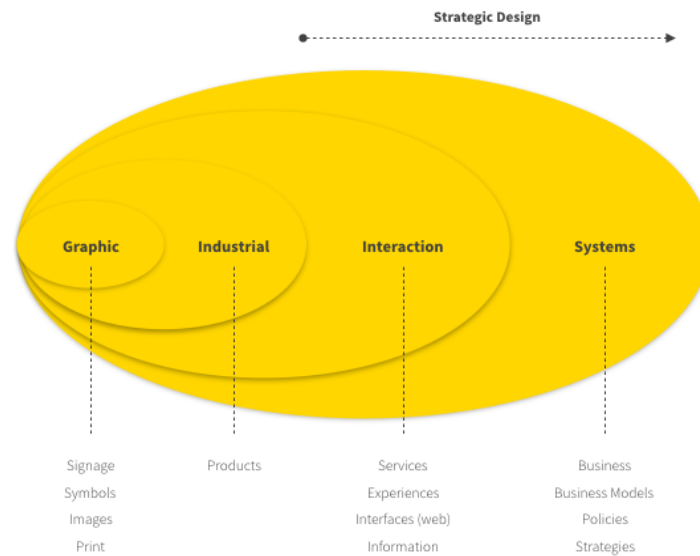 Strategic Design
Graphic
Industrial
Interaction
Systems
Signage
Symbols
Images
Print
Products
Services
Experiences
Interfaces (web)
Information
Business
Business Models
Policies
Strategies